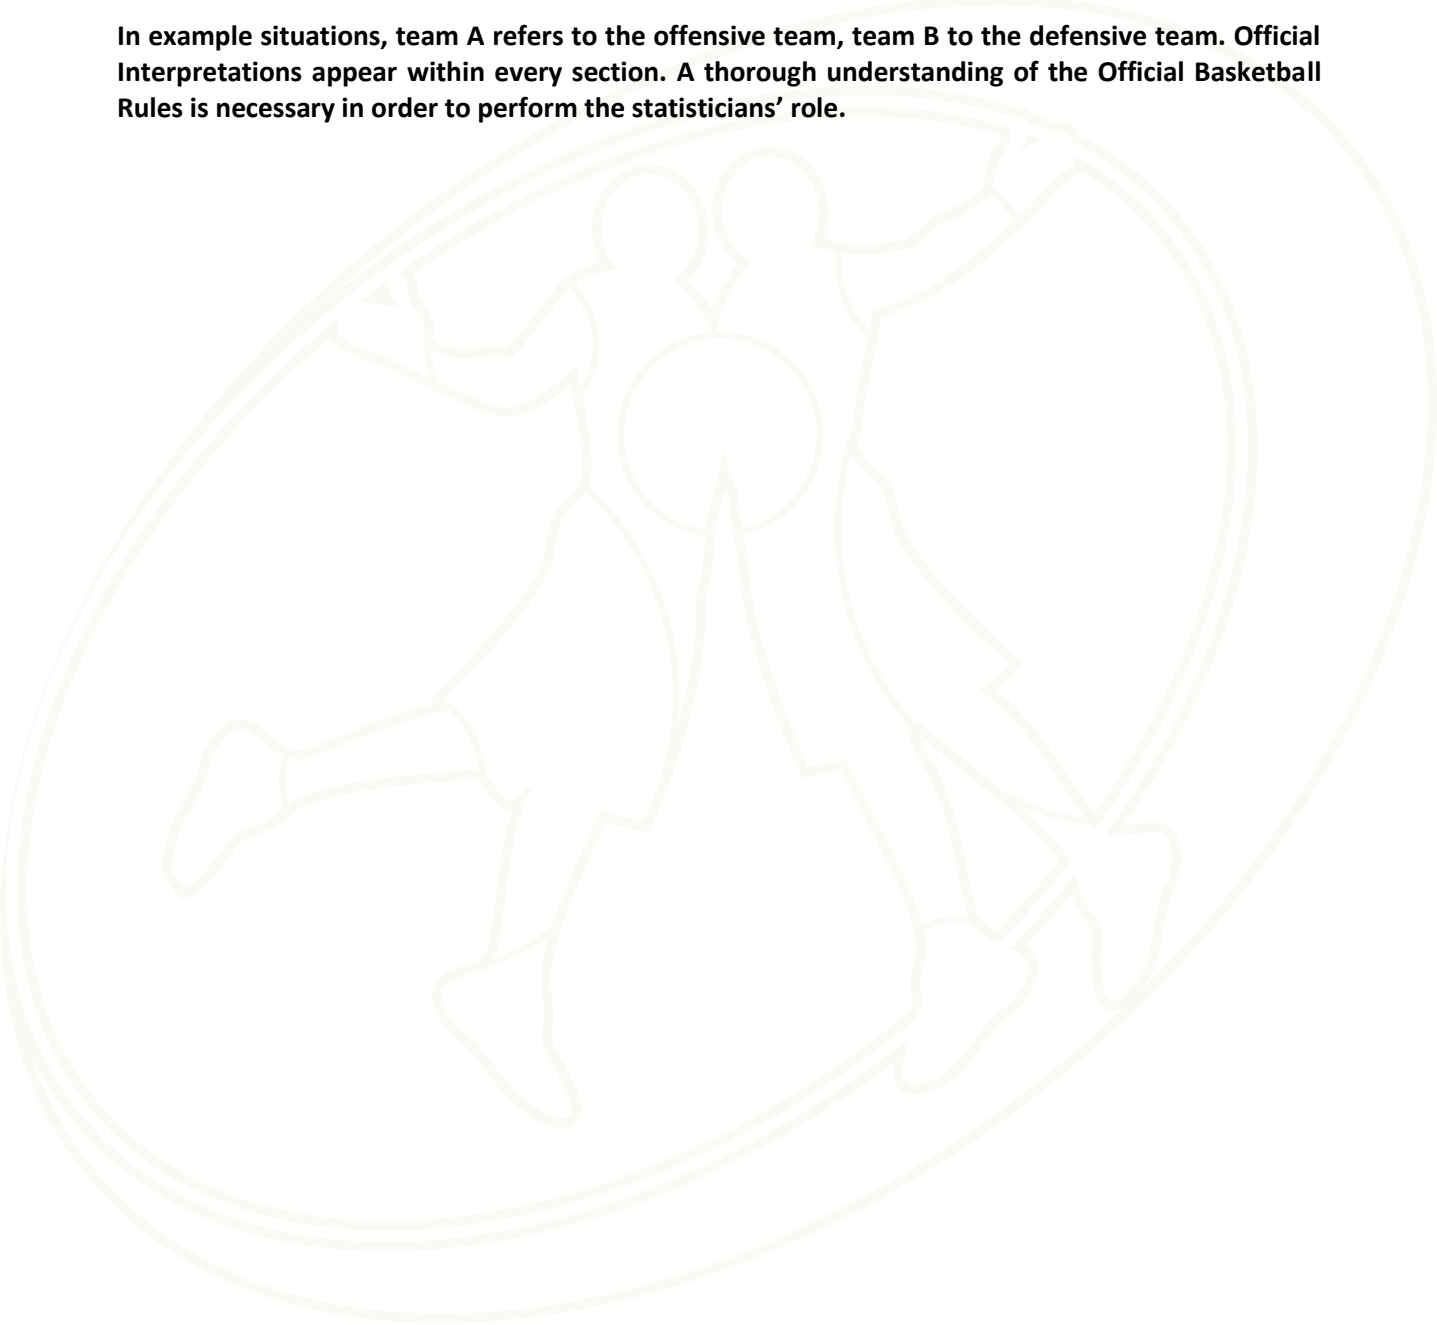 In example situations, team A refers to the offensive team, team B to the defensive team. Official
Interpretations appear within every section. A thorough understanding of the Official Basketball
Rules is necessary in order to perform the statisticians’ role.